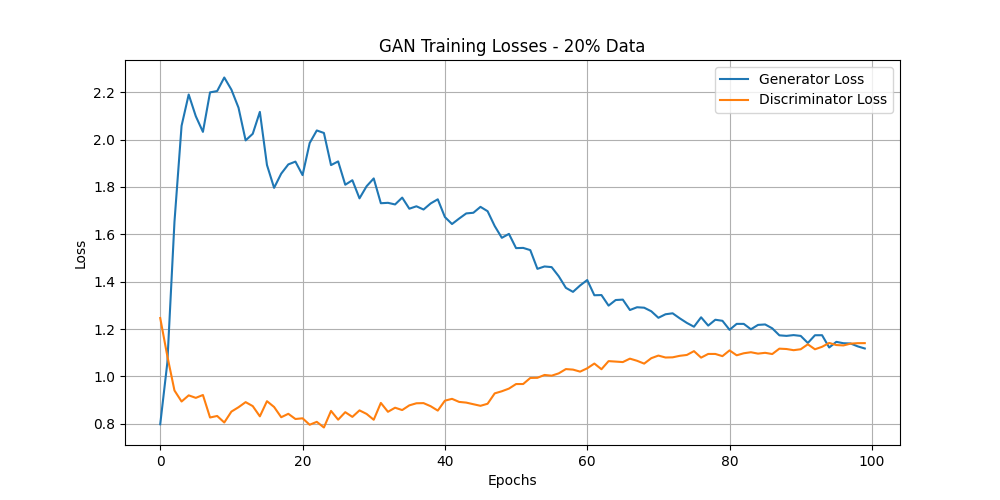 GAN Training Losses - 20% Data
Generator Loss
Discriminator Loss
Loss
2.2
2.0
1.8
1.6
1.4
1.2
1.0
0.8
0
20
40
60
80
100
Epochs